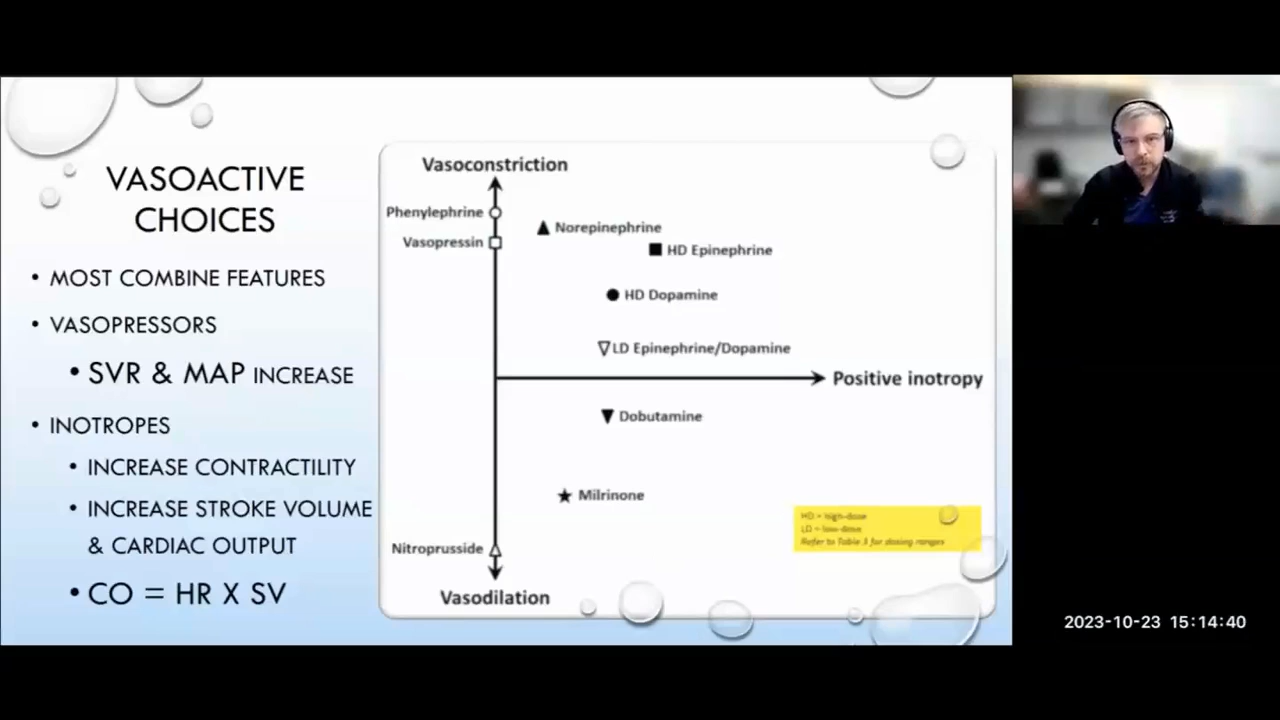 VASOACTIVE
CHOICES
• MOST COMBINE FEATURES
• VASOPRESSORS
• SVR & MAP INCREASE
• INOTROPES
• INCREASE CONTRACTILITY
• INCREASE STROKE VOLUME
& CARDIAC OUTPUT
• CO = HR X SV
Vasoconstriction
Phenylephrine
Norepinephrine
Vasopressin
HD Epinephrine
HD Dopamine
LD Epinephrine/Dopamine
Positive inotropy
Dobutamine
Milrinone
HD = high-dose
LD = low-dose
Refer to Table 3 for dosing ranges
Nitroprusside
Vasodilation
2023-10-23 15:14:40